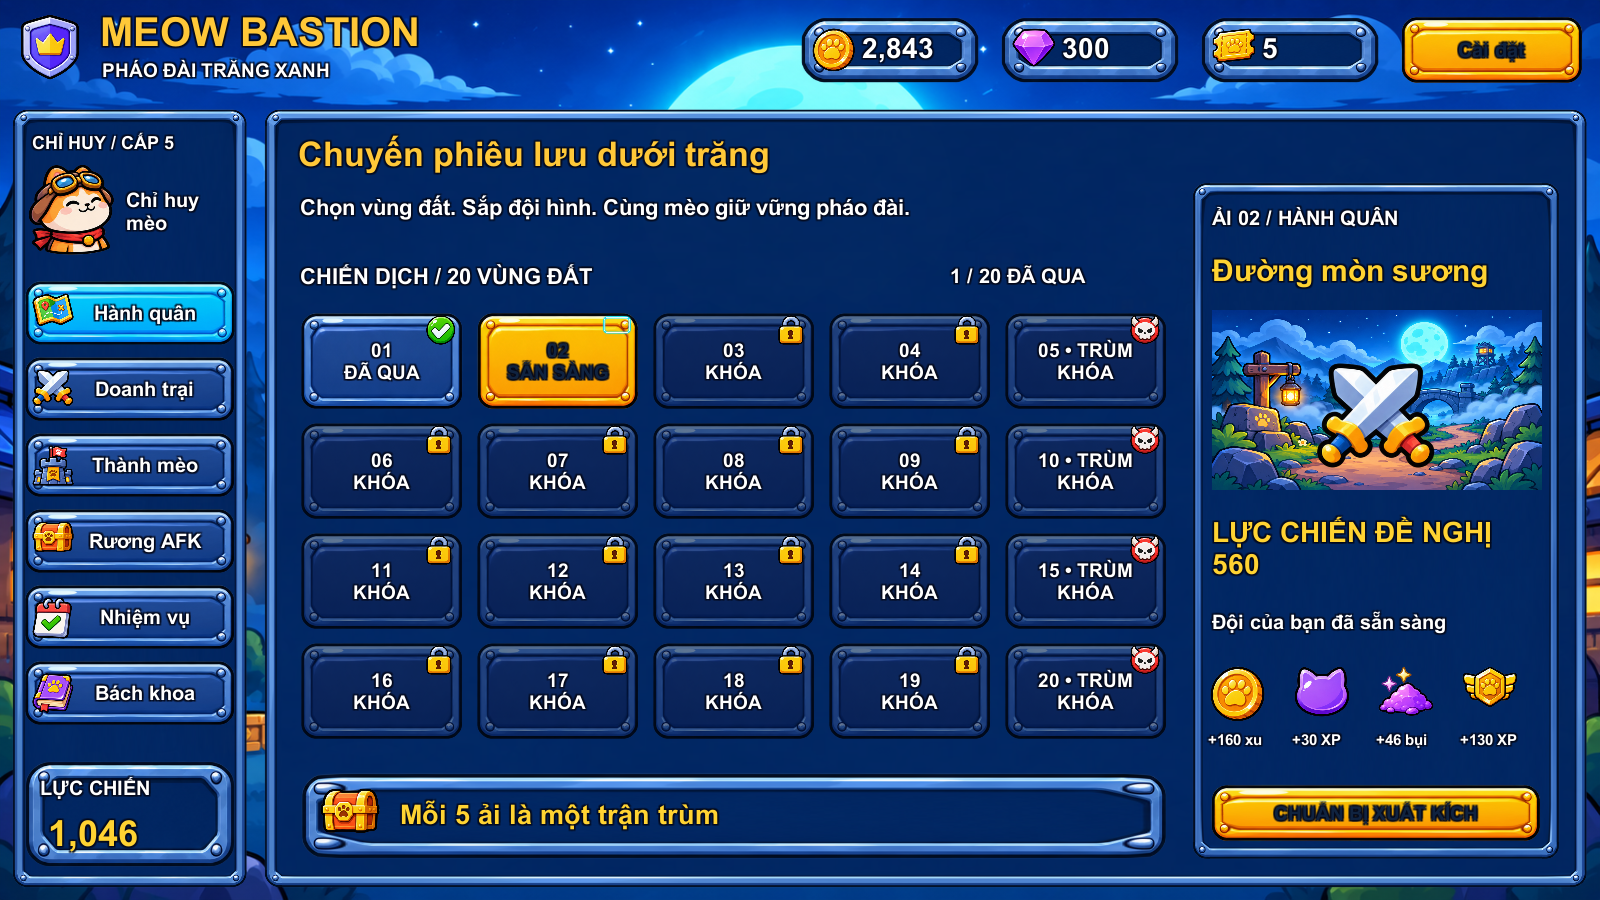 MEOW BASTION
PHÁO ĐÀI TRĂNG XANH
2,843
300
5
Cài đặt
CHỈ HUY / CẤP 5
Chỉ huy
mèo
Hành quân
Doanh trại
Thành mèo
Rương AFK
Nhiệm vụ
Bách khoa
LỰC CHIẾN
1,046
Chuyến phiêu lưu dưới trăng
Chọn vùng đất. Sắp đội hình. Cùng mèo giữ vững pháo đài.
CHIẾN DỊCH / 20 VÙNG ĐẤT
1 / 20 ĐÃ QUA
01
ĐÃ QUA
02
SẴN SÀNG
03
KHÓA
04
KHÓA
05 • TRÙM
KHÓA
06
KHÓA
07
KHÓA
08
KHÓA
09
KHÓA
10 • TRÙM
KHÓA
11
KHÓA
12
KHÓA
13
KHÓA
14
KHÓA
15 • TRÙM
KHÓA
16
KHÓA
17
KHÓA
18
KHÓA
19
KHÓA
20 • TRÙM
KHÓA
Mỗi 5 ải là một trận trùm
ẢI 02 / HÀNH QUÂN
Đường mòn sương
LỰC CHIẾN ĐỀ NGHỊ
560
Đội của bạn đã sẵn sàng
+160 xu
+30 XP
+46 bụi
+130 XP
CHUẨN BỊ XUẤT KÍCH